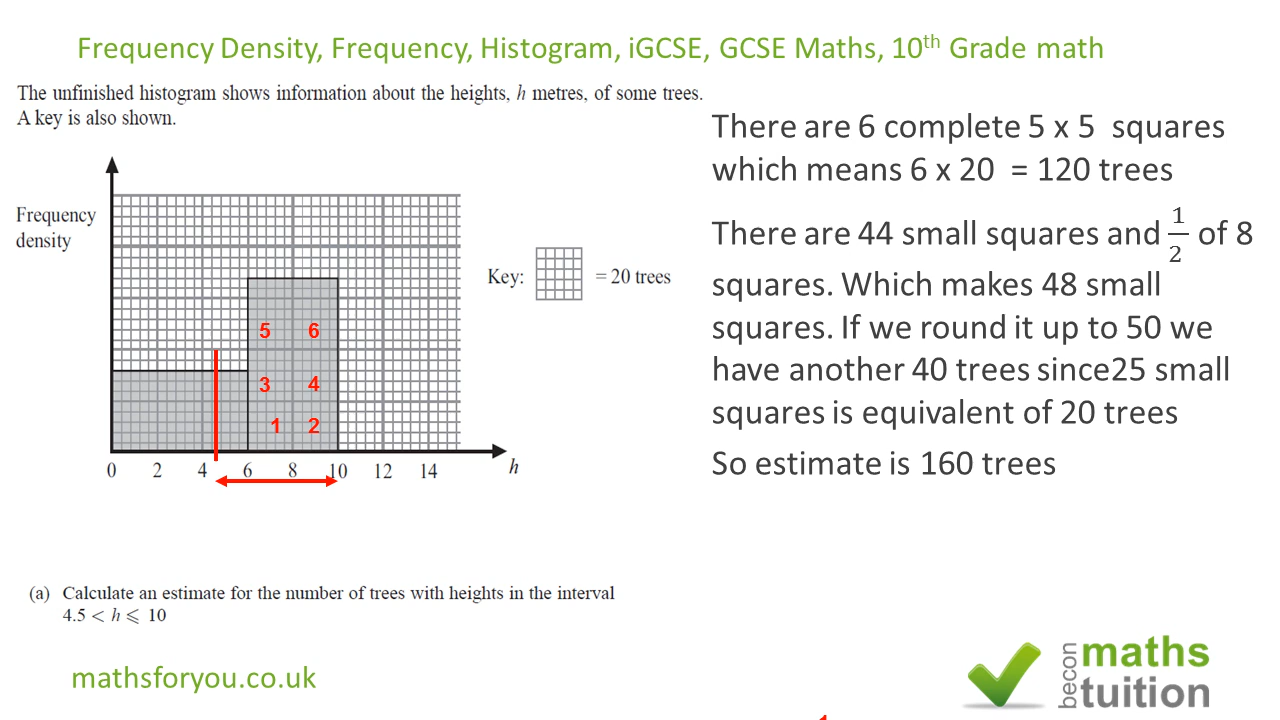 Frequency Density, Frequency, Histogram, iGCSE, GCSE Maths, 10th Grade math
The unfinished histogram shows information about the heights, h metres, of some trees.
A key is also shown.
Frequency
density
Key:
= 20 trees
5 6
3 4
1 2
0 2 4 6 8 10 12 14 h
There are 6 complete 5 x 5 squares
which means 6 x 20 = 120 trees
There are 44 small squares and 1/2 of 8
squares. Which makes 48 small
squares. If we round it up to 50 we
have another 40 trees since25 small
squares is equivalent of 20 trees
So estimate is 160 trees
(a) Calculate an estimate for the number of trees with heights in the interval
4.5 < h ⩽ 10
mathsforyou.co.uk
becon maths
tuition